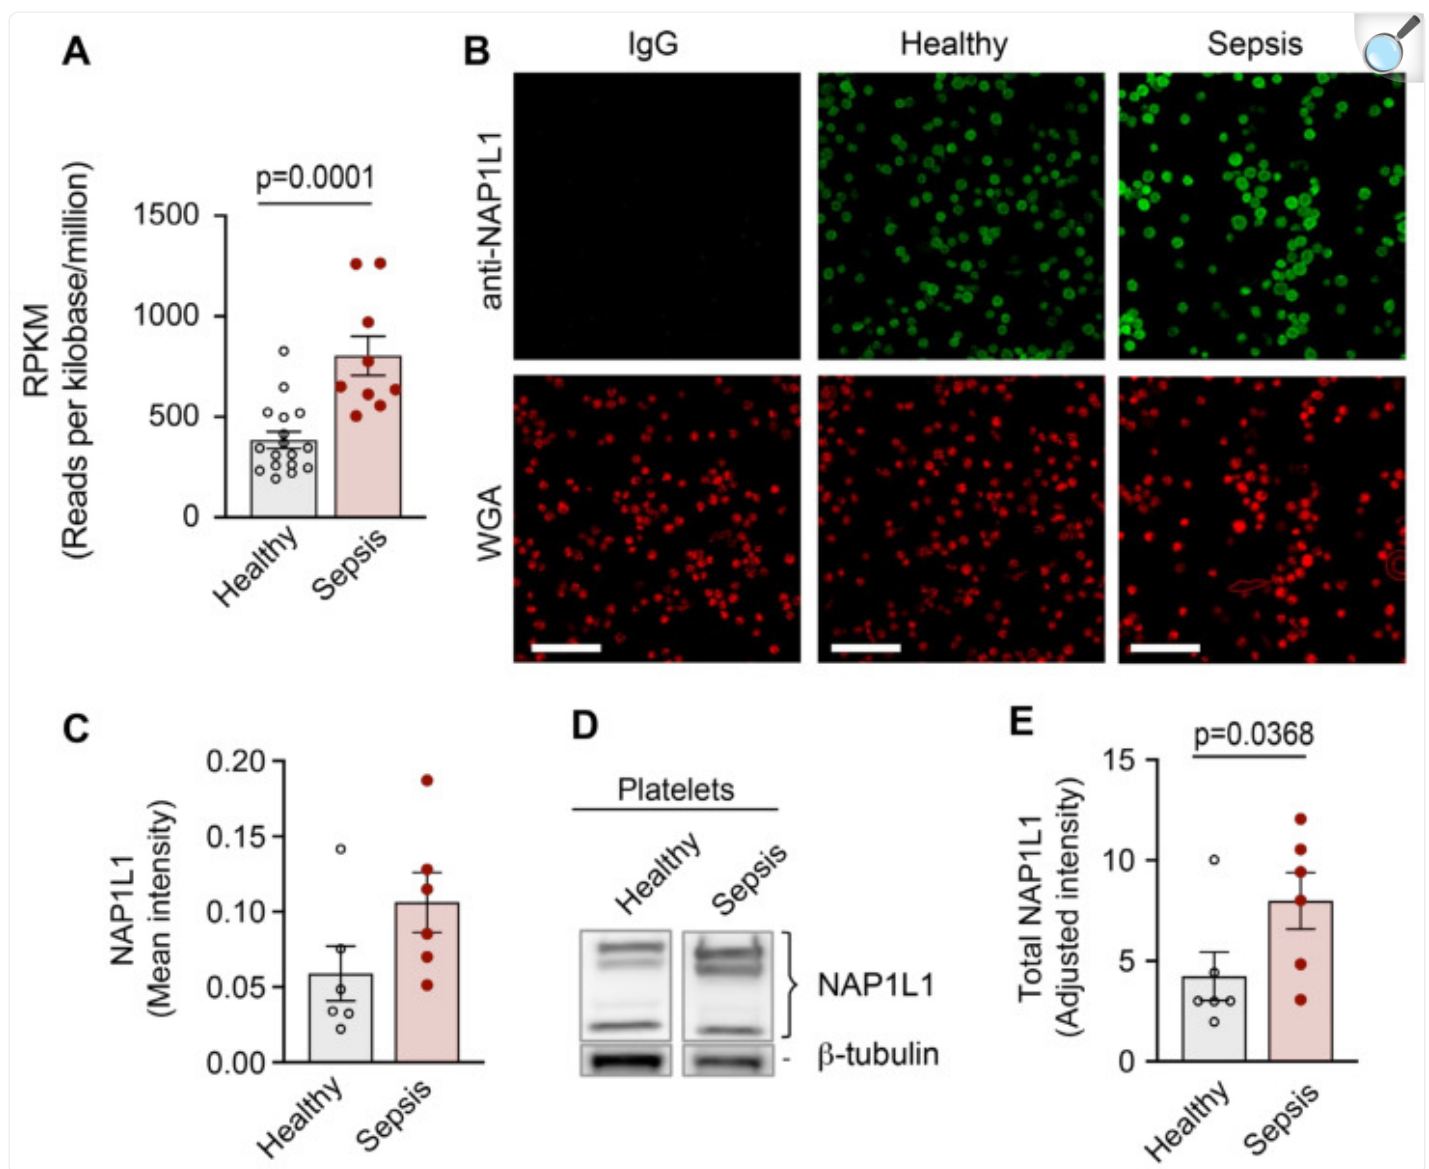 A
RPKM
(Reads per kilobase/million)
p=0.0001
1500
1000
500
0
Healthy
Sepsis
B
IgG
Healthy
Sepsis
anti-NAP1L1
WGA
C
NAP1L1
(Mean intensity)
0.20
0.15
0.10
0.05
0.00
Healthy
Sepsis
D
Platelets
Healthy
Sepsis
NAP1L1
- β-tubulin
E
Total NAP1L1
(Adjusted intensity)
p=0.0368
15
10
5
0
Healthy
Sepsis